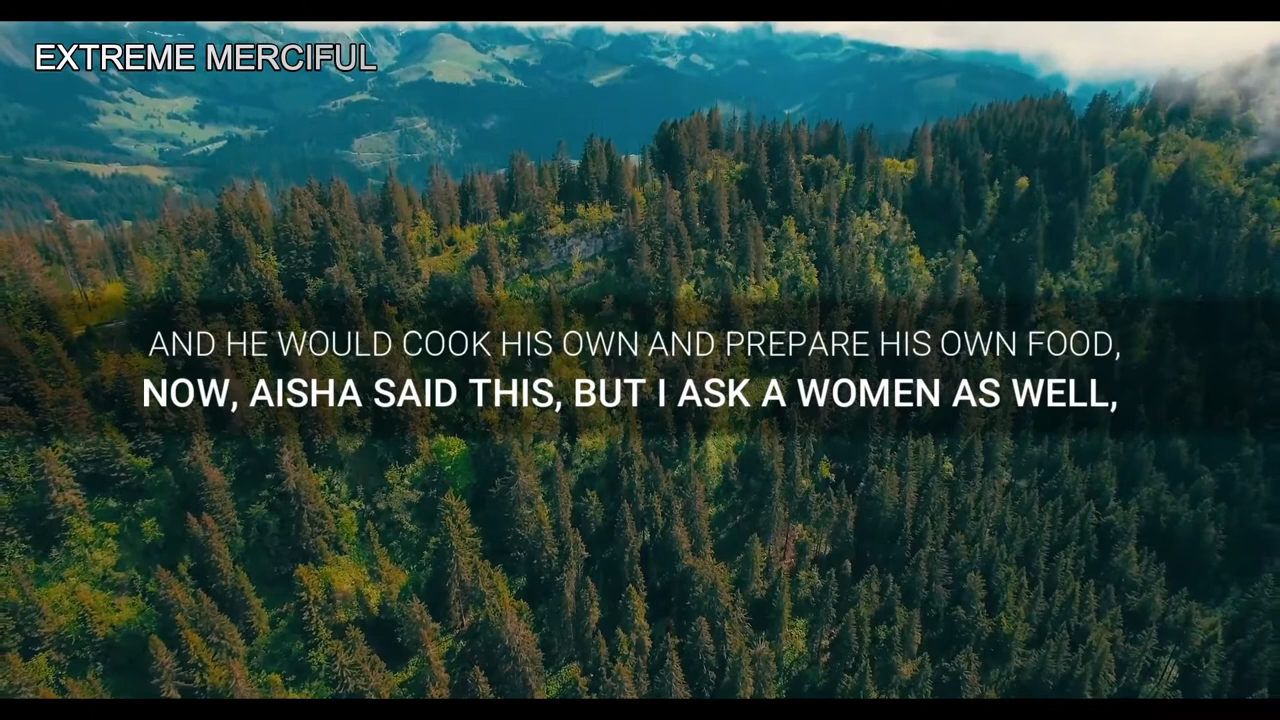 EXTREME MERCIFUL
AND HE WOULD COOK HIS OWN AND PREPARE HIS OWN FOOD,
NOW, AISHA SAID THIS, BUT I ASK A WOMEN AS WELL,